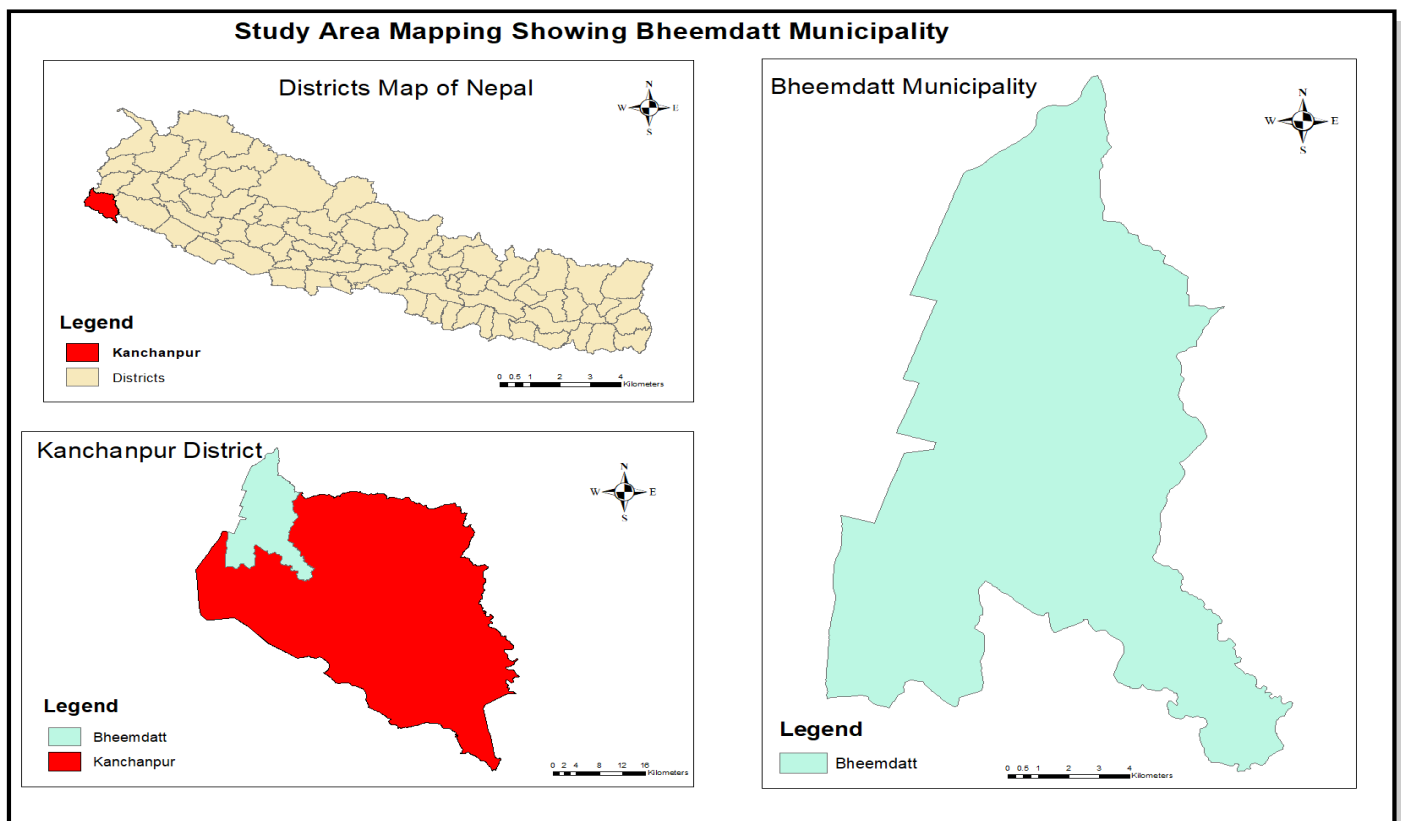 Study Area Mapping Showing Bheemdatt Municipality
Districts Map of Nepal
N
W E
S
Legend
Kanchanpur
Districts
0 0.5 1 2 3 4
Kilometers
Kanchanpur District
N
W E
S
Legend
Bheemdatt
Kanchanpur
0 2 4 8 12 16
Kilometers
Bheemdatt Municipality
N
W E
S
Legend
Bheemdatt
0 0.5 1 2 3 4
Kilometers